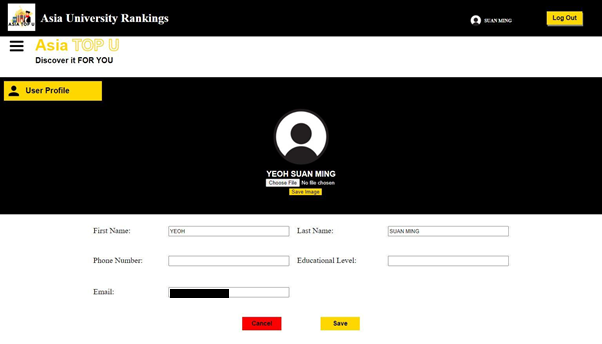 ASIA TOP U
Asia University Rankings
SUAN MING
Log Out
Asia TOP U
Discover it FOR YOU
User Profile
YEOH SUAN MING
Choose File No file chosen
Save Image
First Name: YEOH Last Name: SUAN MING
Phone Number: Educational Level:
Email:
Cancel Save